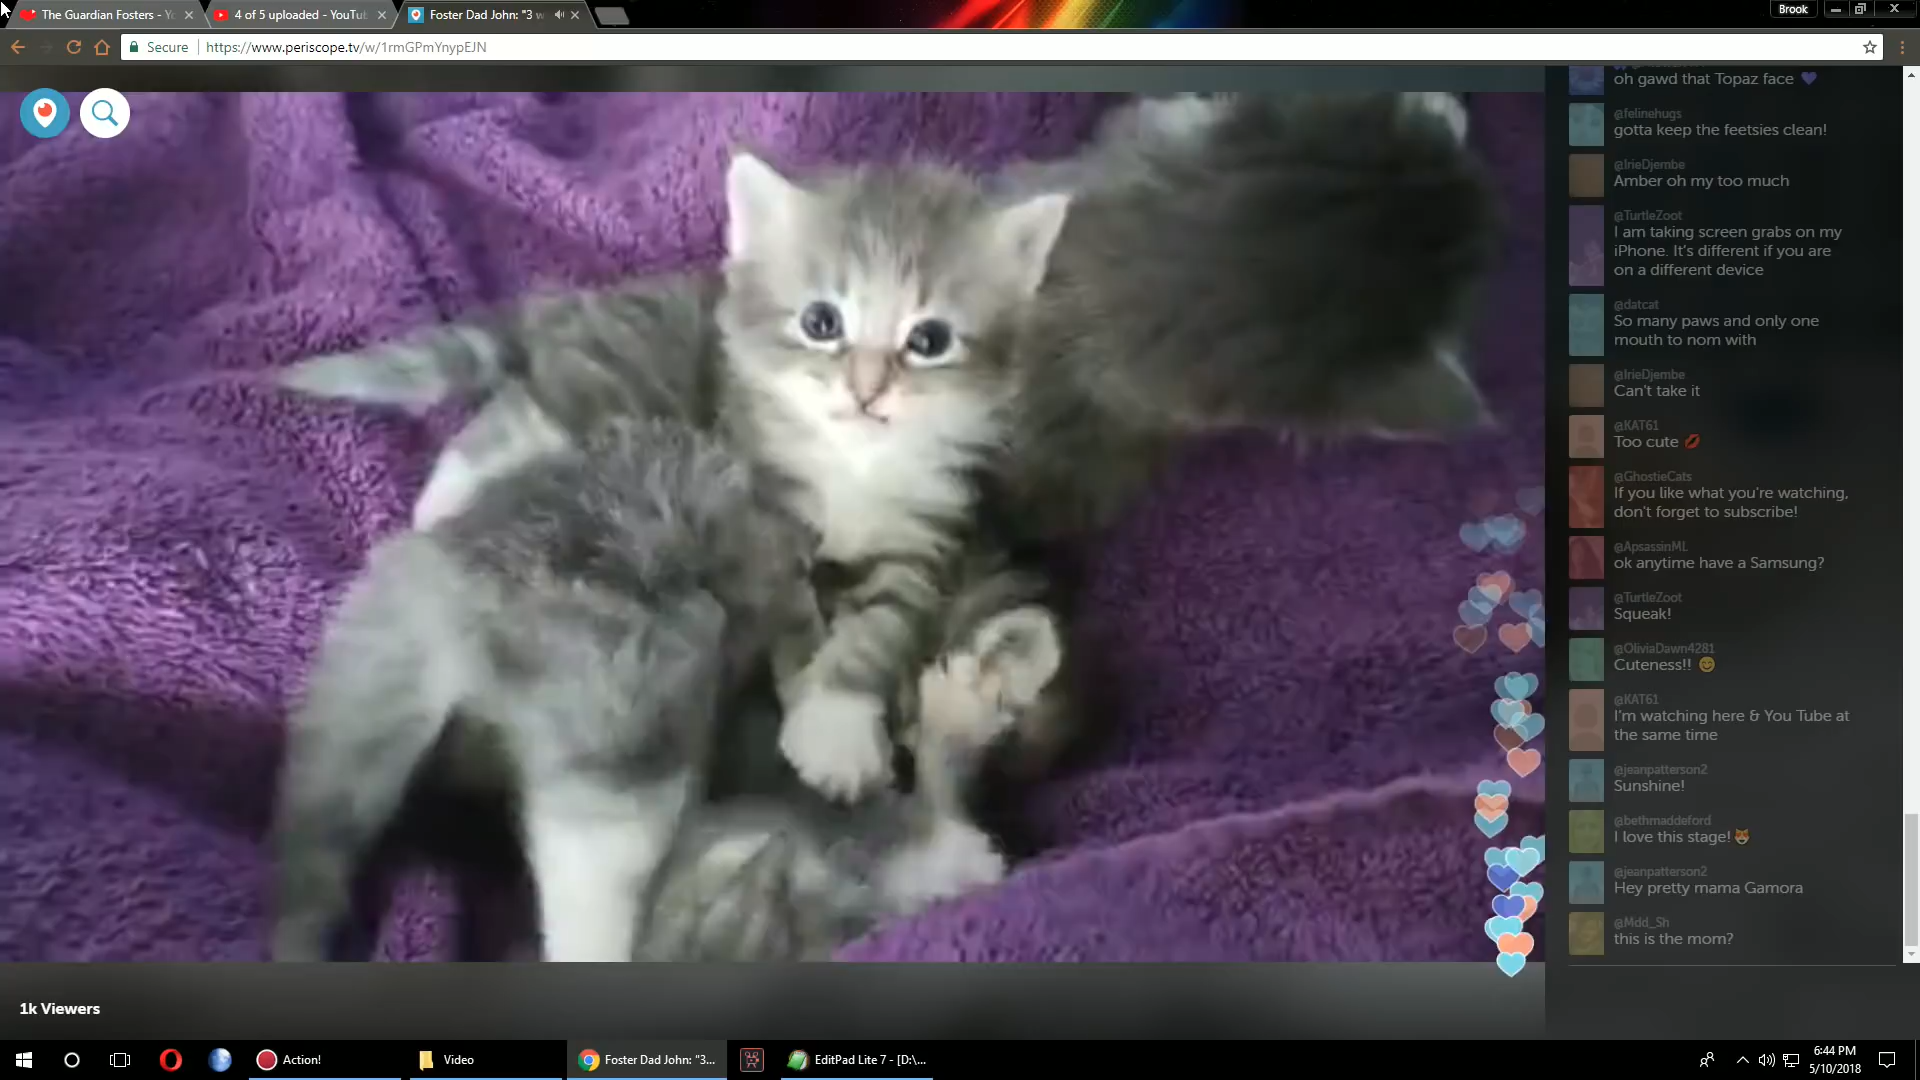 The Guardian Fosters - Yo
4 of 5 uploaded - YouTub
Foster Dad John: "3 w
Brook
Secure
https://www.periscope.tv/w/1rmGPmYnypEJN
oh gawd that Topaz face 💜
@felinehugs
gotta keep the feetsies clean!
@IrieDjembe
Amber oh my too much
@TurtleZoot
I am taking screen grabs on my
iPhone. It's different if you are
on a different device
@datcat
So many paws and only one
mouth to nom with
@IrieDjembe
Can't take it
@KAT61
Too cute 💋
@GhostieCats
If you like what you're watching,
don't forget to subscribe!
@ApsassinML
ok anytime have a Samsung?
@TurtleZoot
Squeak!
@OliviaDawn4281
Cuteness!! 😊
@KAT61
I'm watching here & You Tube at
the same time
@jeanpatterson2
Sunshine!
@bethmaddeford
I love this stage! 😻
@jeanpatterson2
Hey pretty mama Gamora
@Mdd_Sh
this is the mom?
1k Viewers
Action!
Video
Foster Dad John: "3...
EditPad Lite 7 - [D:\...
6:44 PM
5/10/2018